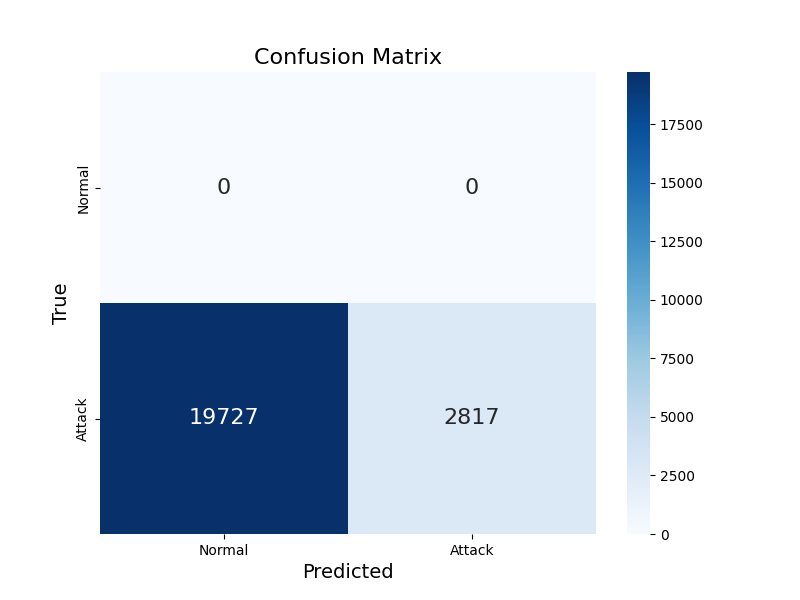 Confusion Matrix
True
Normal
0
0
Attack
19727
2817
Normal
Attack
Predicted
17500
15000
12500
10000
7500
5000
2500
0